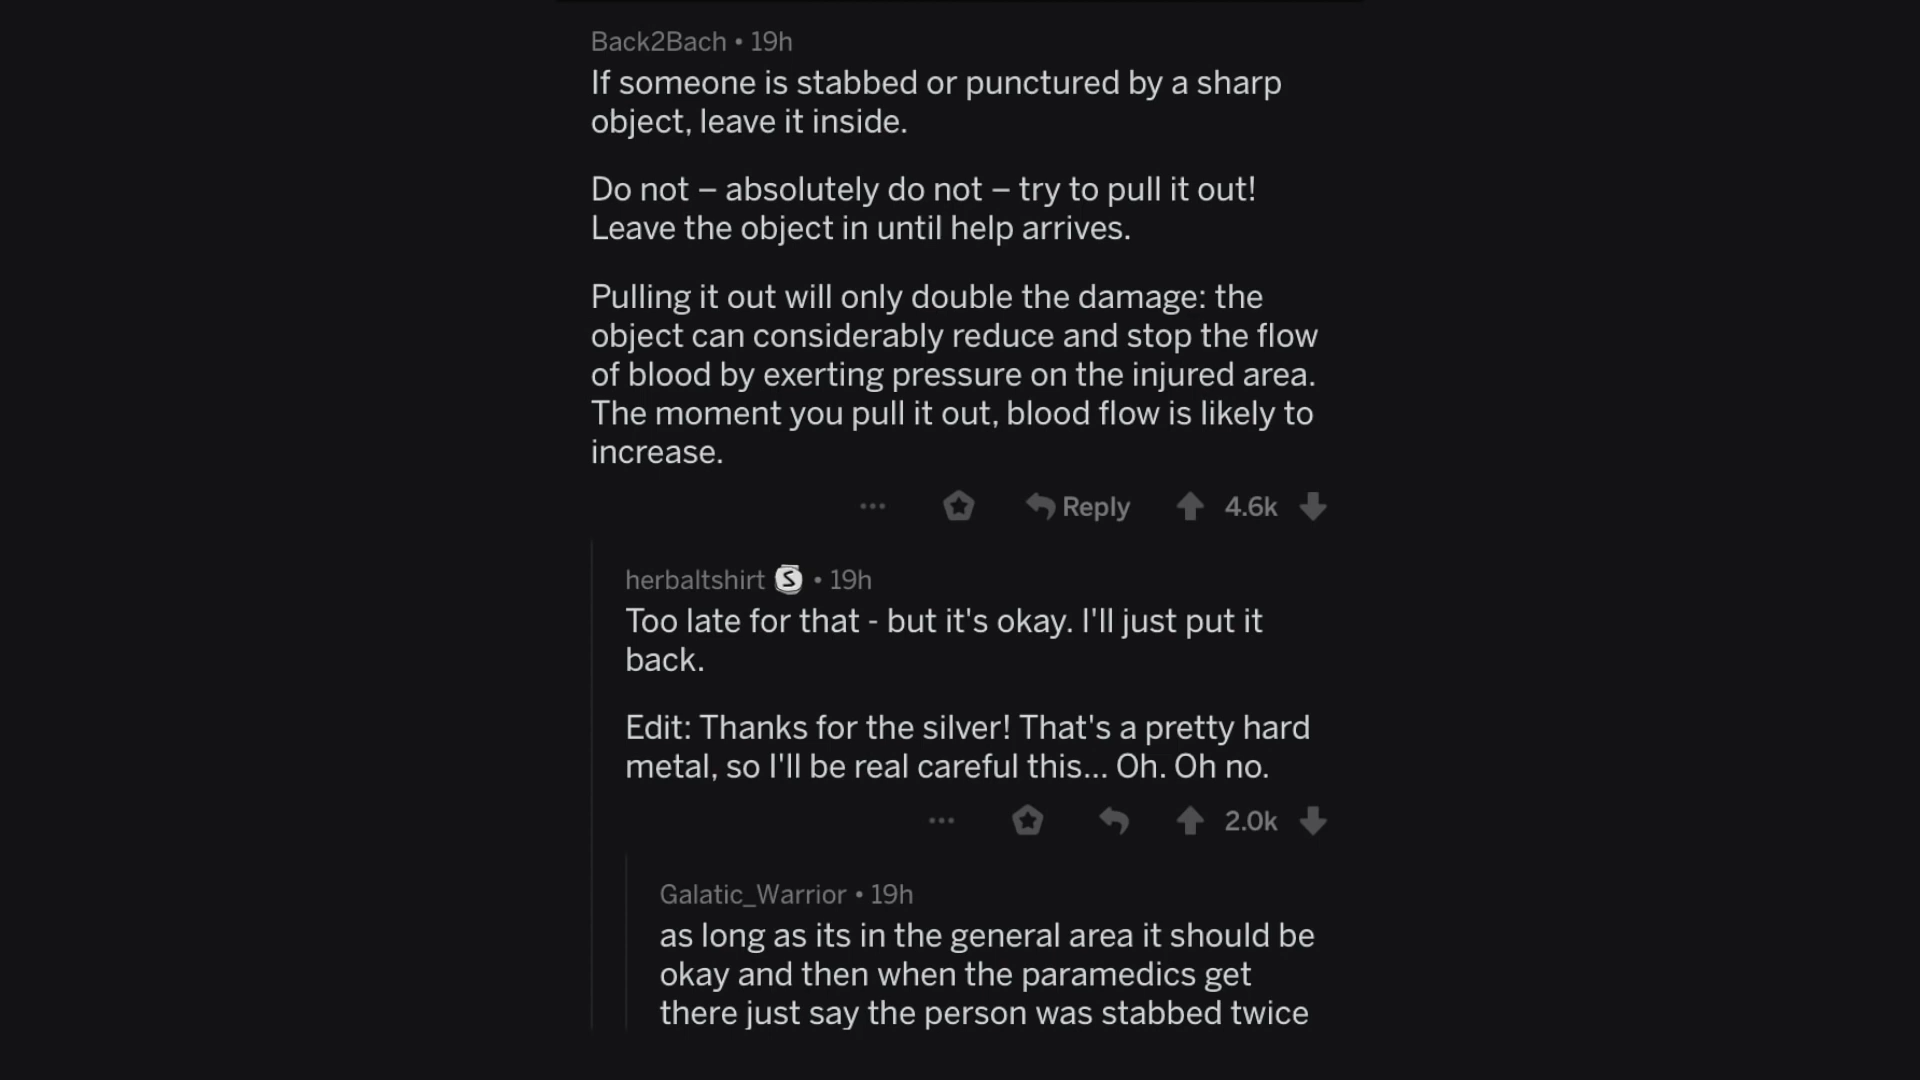 Back2Bach • 19h
If someone is stabbed or punctured by a sharp
object, leave it inside.
Do not – absolutely do not – try to pull it out!
Leave the object in until help arrives.
Pulling it out will only double the damage: the
object can considerably reduce and stop the flow
of blood by exerting pressure on the injured area.
The moment you pull it out, blood flow is likely to
increase.
... Reply 4.6k
herbaltshirt S • 19h
Too late for that - but it's okay. I'll just put it
back.
Edit: Thanks for the silver! That's a pretty hard
metal, so I'll be real careful this... Oh. Oh no.
... 2.0k
Galatic_Warrior • 19h
as long as its in the general area it should be
okay and then when the paramedics get
there just say the person was stabbed twice